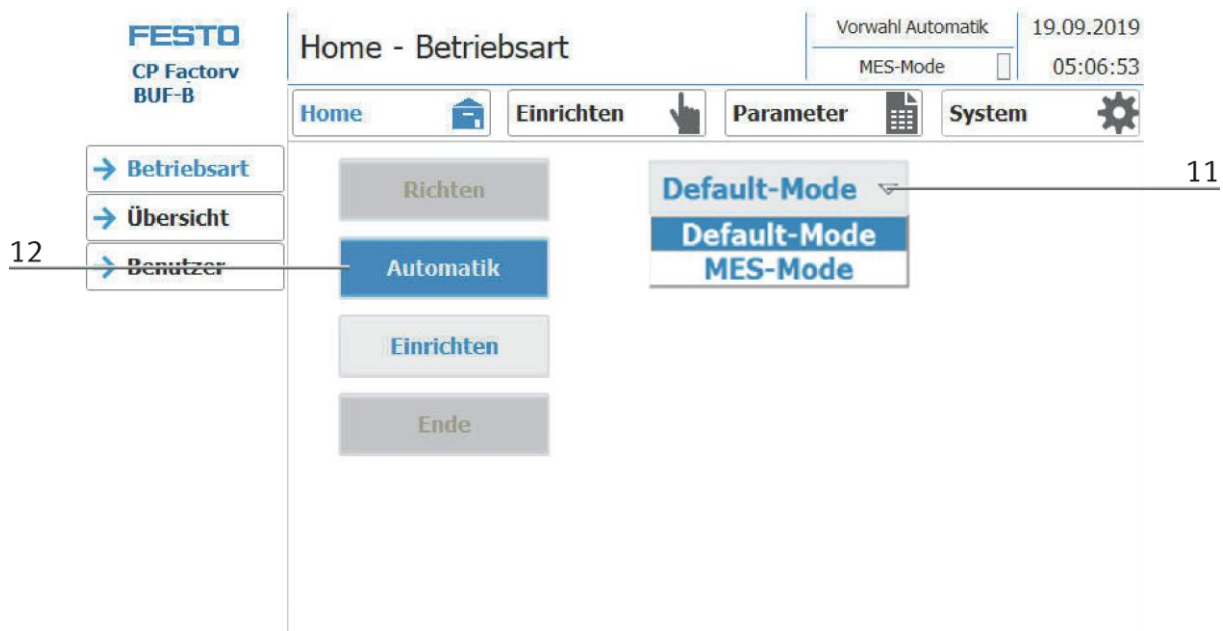 FESTO
CP Factory
BUF-B
Home - Betriebsart
Vorwahl Automatik
MES-Mode
19.09.2019
05:06:53
Home
Einrichten
Parameter
System
Betriebsart
Übersicht
Benutzer
Richten
Automatik
Einrichten
Ende
Default-Mode
Default-Mode
MES-Mode
11
12